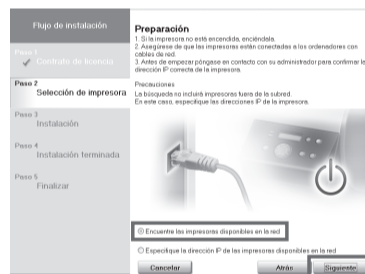 Flujo de instalación
Paso 1
Contrato de licencia
Paso 2
Selección de impresora
Paso 3
Instalación
Paso 4
Instalación terminada
Paso 5
Finalizar
Preparación
1. Si la impresora no está encendida, enciéndala.
2. Asegúrese de que las impresoras están conectadas a los ordenadores con
cables de red.
3. Antes de empezar póngase en contacto con su administrador para confirmar la
dirección IP correcta de la impresora.
Precauciones
La búsqueda no incluirá impresoras fuera de la subred.
En este caso, especifique las direcciones IP de la impresora.
Encuentre las impresoras disponibles en la red
Especifique la dirección IP de las impresoras disponibles en la red
Cancelar
Atrás
Siguiente